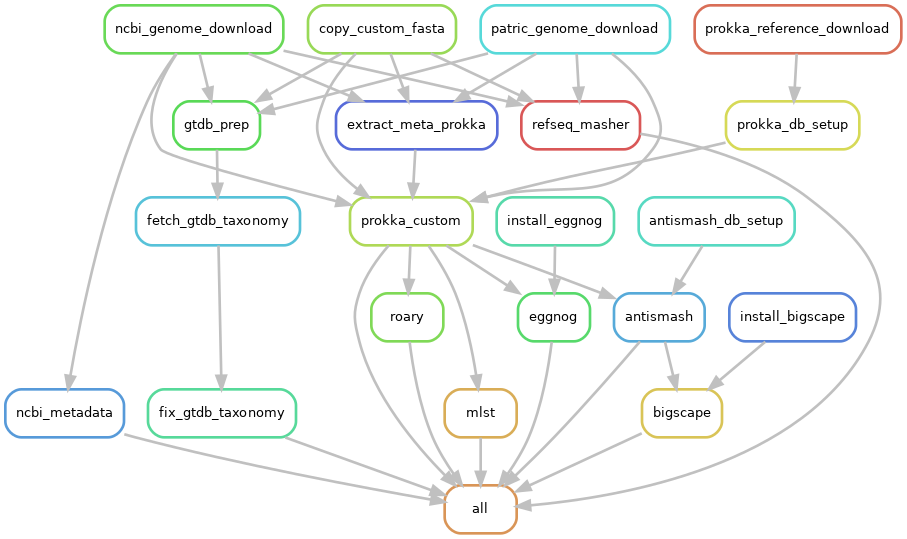 ncbi_genome_download
copy_custom_fasta
patric_genome_download
prokka_reference_download
gtdb_prep
extract_meta_prokka
refseq_masher
prokka_db_setup
fetch_gtdb_taxonomy
prokka_custom
install_eggnog
antismash_db_setup
roary
eggnog
antismash
install_bigscape
ncbi_metadata
fix_gtdb_taxonomy
mlst
bigscape
all